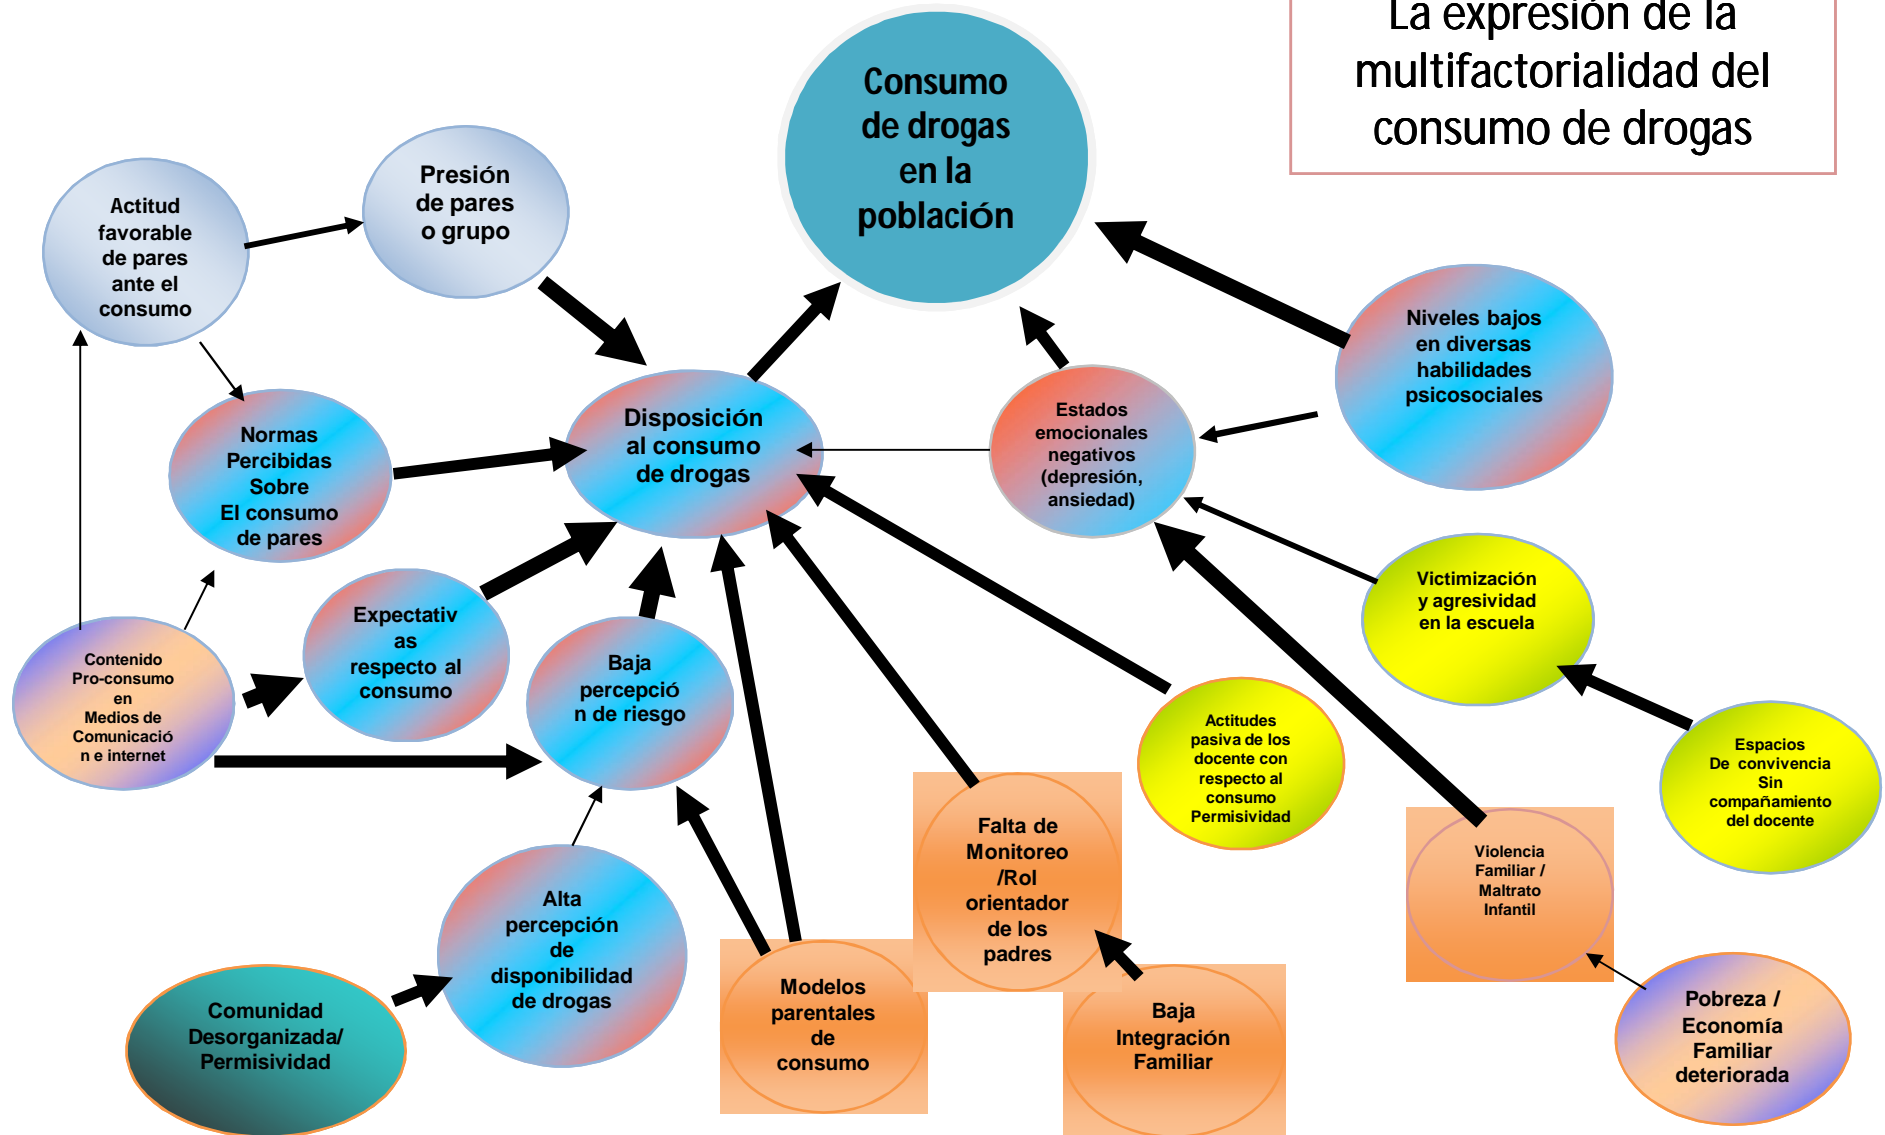 La expresión de la
multifactorialidad del
consumo de drogas
Consumo
de drogas
en la
población
Presión
de pares
o grupo
Actitud
favorable
de pares
ante el
consumo
Niveles bajos
en diversas
habilidades
psicosociales
Disposición
al consumo
de drogas
Estados
emocionales
negativos
(depresión,
ansiedad)
Normas
Percibidas
Sobre
El consumo
de pares
Victimización
y agresividad
en la escuela
Expectativ
as
respecto al
consumo
Baja
percepció
n de riesgo
Contenido
Pro-consumo
en
Medios de
Comunicació
n e internet
Actitudes
pasiva de los
docente con
respecto al
consumo
Permisividad
Espacios
De convivencia
Sin
compañamiento
del docente
Falta de
Monitoreo
/Rol
orientador
de los
padres
Violencia
Familiar /
Maltrato
Infantil
Alta
percepción
de
disponibilidad
de drogas
Modelos
parentales
de
consumo
Baja
Integración
Familiar
Pobreza /
Economía
Familiar
deteriorada
Comunidad
Desorganizada/
Permisividad